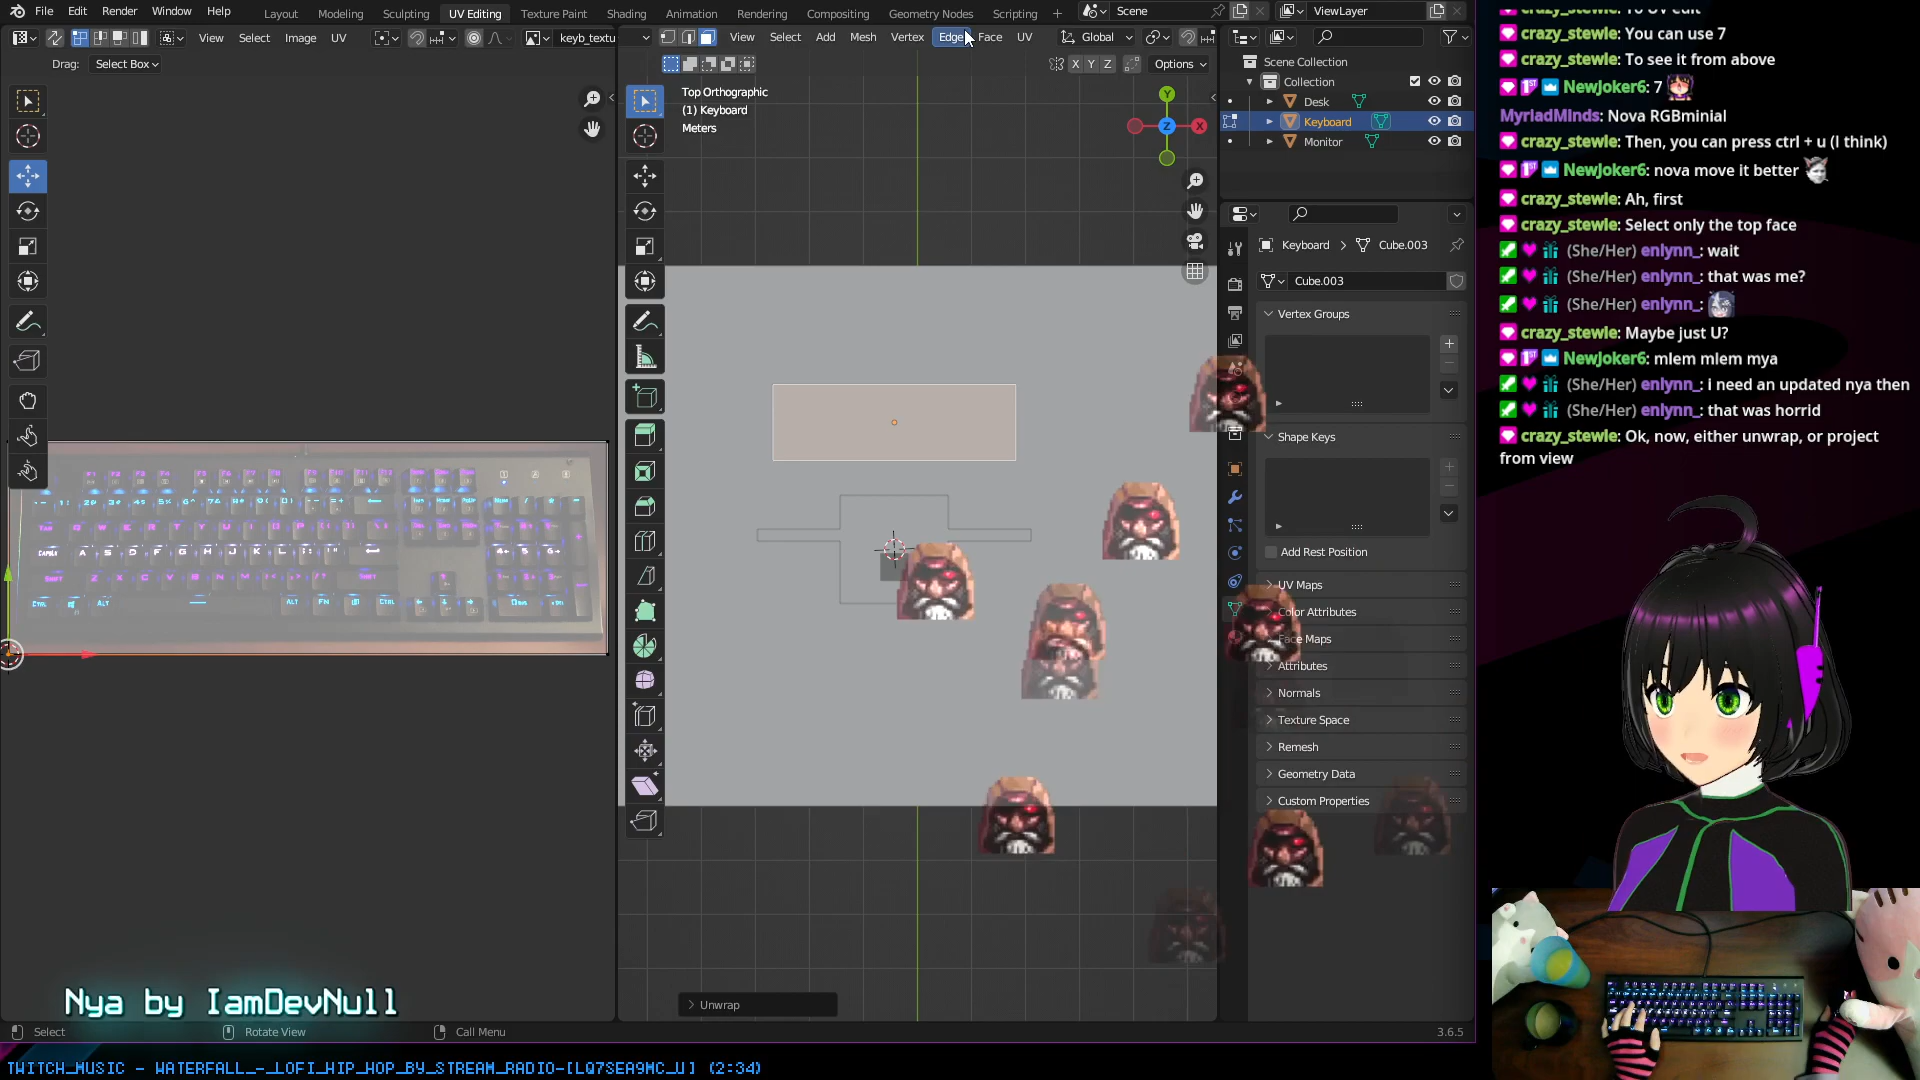 File Edit Render Window Help
Layout Modeling Sculpting UV Editing Texture Paint Shading Animation Rendering Compositing Geometry Nodes Scripting
Scene
ViewLayer
View Select Image UV
keyb_textu
View Select Add Mesh Vertex Edge Face UV
Global
Drag: Select Box
X Y Z
Options
Top Orthographic
(1) Keyboard
Meters
Scene Collection
Collection
Desk
Keyboard
Monitor
Keyboard
Cube.003
Cube.003
Vertex Groups
Shape Keys
Add Rest Position
UV Maps
Color Attributes
Face Maps
Attributes
Normals
Texture Space
Remesh
Geometry Data
Custom Properties
Unwrap
Nya by IamDevNull
Select
Rotate View
Call Menu
3.6.5
TWITCH_MUSIC - WATERFALL_-_LOFI_HIP_HOP_BY_STREAM_RADIO-[LQ7SEA9MC_U] (2:34)
crazy_stewie: To UV edit
crazy_stewie: You can use 7
crazy_stewie: To see it from above
NewJoker6: 7
MyriadMinds: Nova RGBminial
crazy_stewie: Then, you can press ctrl + u (I think)
NewJoker6: nova move it better
crazy_stewie: Ah, first
crazy_stewie: Select only the top face
(She/Her) enlynn_: wait
(She/Her) enlynn_: that was me?
(She/Her) enlynn_:
crazy_stewie: Maybe just U?
NewJoker6: mlem mlem mya
(She/Her) enlynn_: i need an updated nya then
(She/Her) enlynn_: that was horrid
crazy_stewie: Ok, now, either unwrap, or project
from view